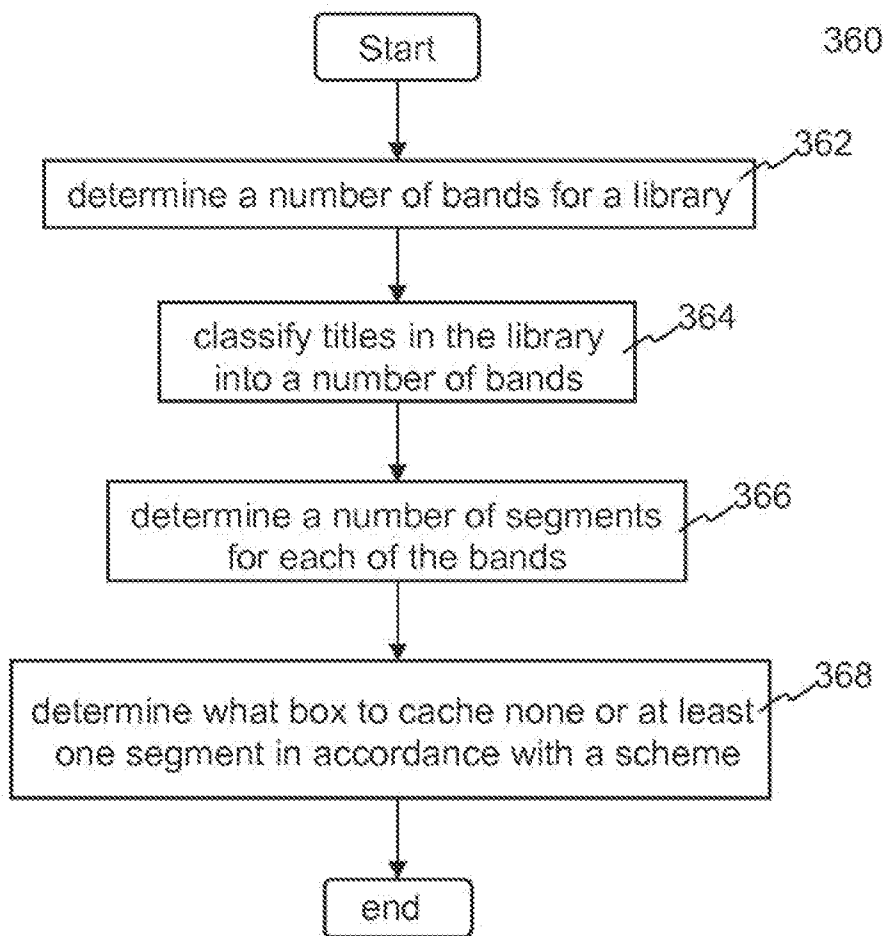 Start
360
362
determine a number of bands for a library
364
classify titles in the library
into a number of bands
366
determine a number of segments
for each of the bands
368
determine what box to cache none or at least
one segment in accordance with a scheme
end